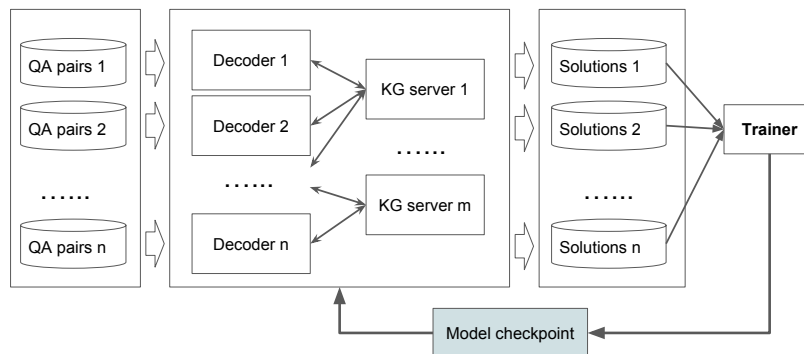 QA pairs 1
QA pairs 2
......
QA pairs n
Decoder 1
Decoder 2
......
Decoder n
KG server 1
......
KG server m
Solutions 1
Solutions 2
......
Solutions n
Trainer
Model checkpoint